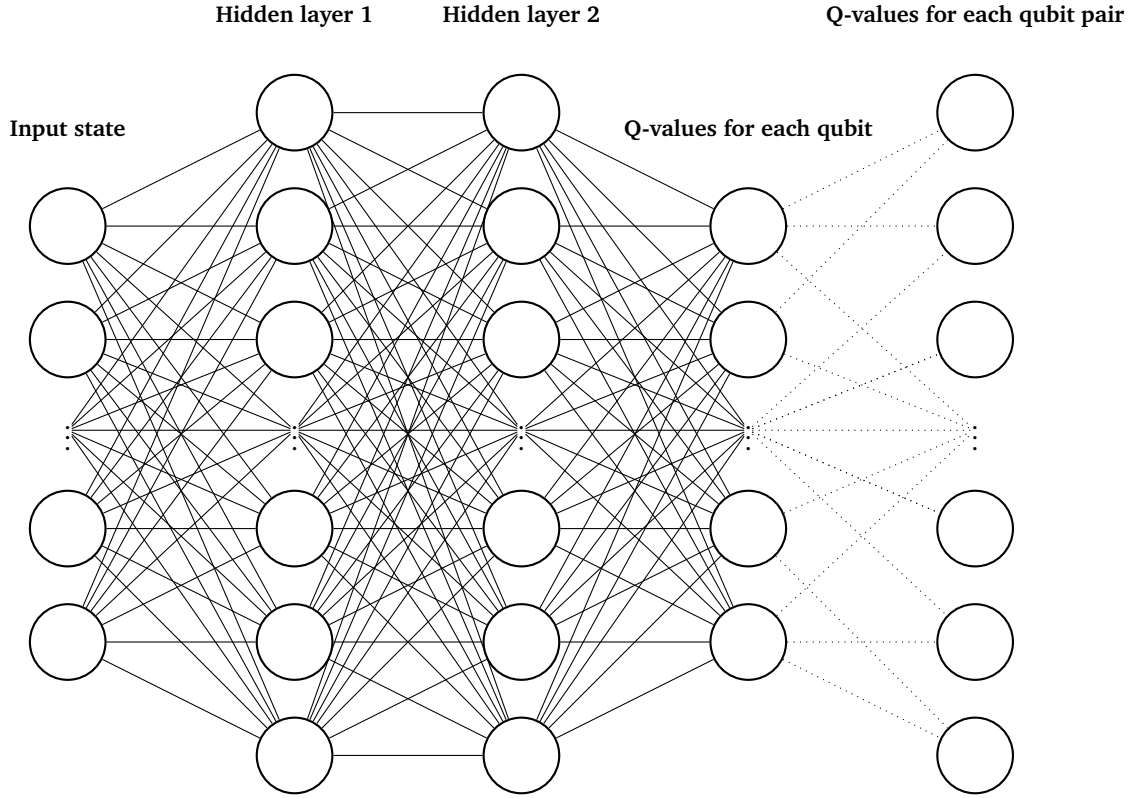 Hidden layer 1
Hidden layer 2
Q-values for each qubit pair
Input state
Q-values for each qubit